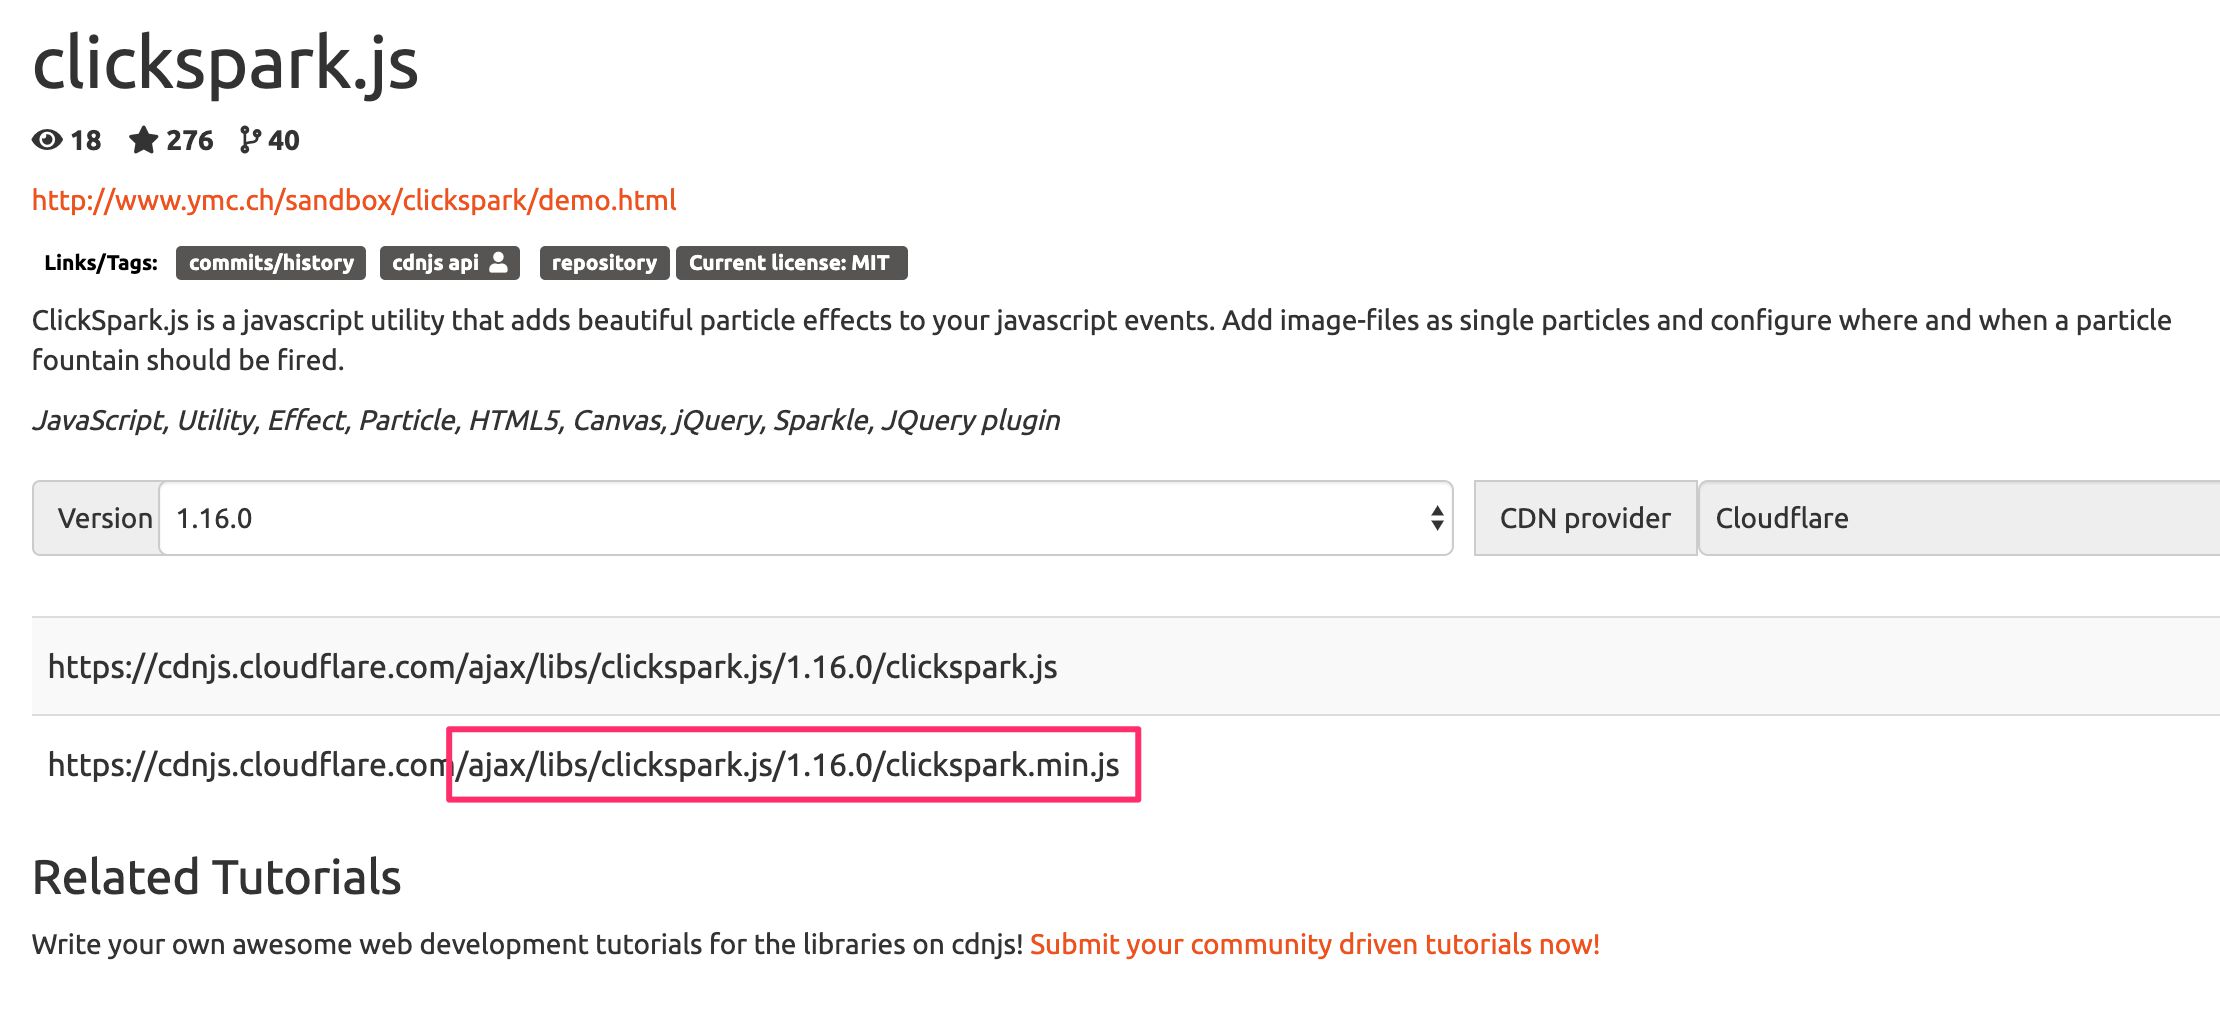 clickspark.js
18 276 40
http://www.ymc.ch/sandbox/clickspark/demo.html
Links/Tags: commits/history cdnjs api repository Current license: MIT
ClickSpark.js is a javascript utility that adds beautiful particle effects to your javascript events. Add image-files as single particles and configure where and when a particle
fountain should be fired.
JavaScript, Utility, Effect, Particle, HTML5, Canvas, jQuery, Sparkle, JQuery plugin
Version 1.16.0 CDN provider Cloudflare
https://cdnjs.cloudflare.com/ajax/libs/clickspark.js/1.16.0/clickspark.js
https://cdnjs.cloudflare.com/ajax/libs/clickspark.js/1.16.0/clickspark.min.js
Related Tutorials
Write your own awesome web development tutorials for the libraries on cdnjs! Submit your community driven tutorials now!